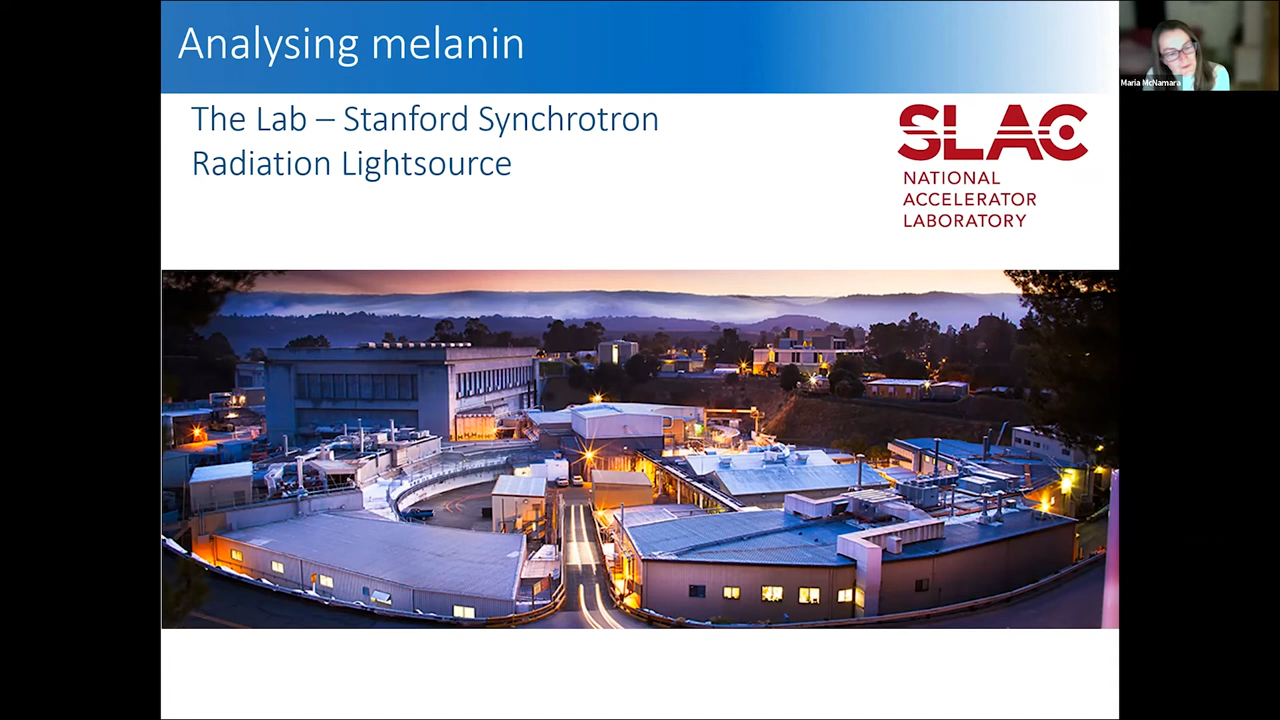 Analysing melanin
The Lab – Stanford Synchrotron
Radiation Lightsource
SLAC
NATIONAL
ACCELERATOR
LABORATORY
Maria McNamara